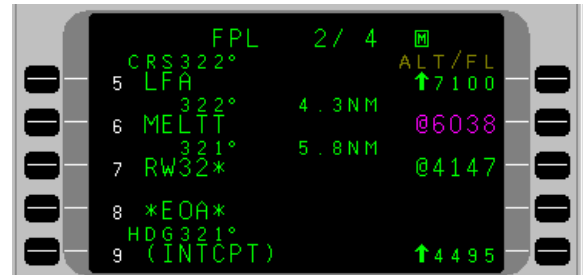 FPL 2/ 4 M
CRS322° ALT/FL
5 LFA ↑7100
322° 4.3NM
6 MELTT @6038
321° 5.8NM
7 RW32* @4147
8 *EOA*
HDG321°
9 (INTCPT) ↑4495